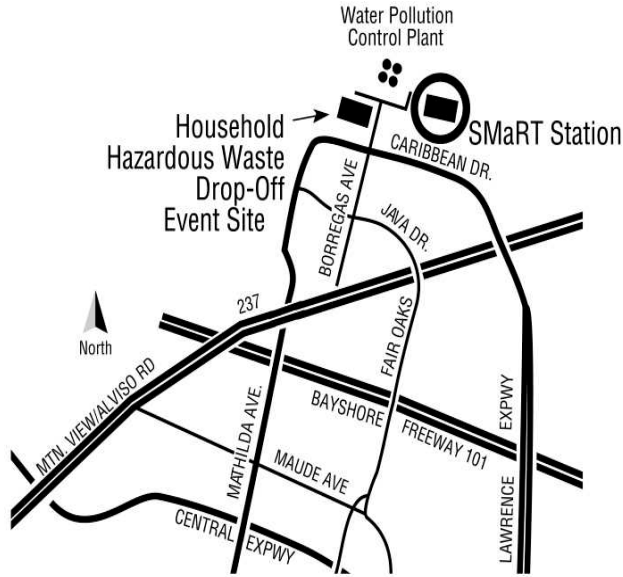 Water Pollution
Control Plant
Household
Hazardous Waste
Drop-Off
Event Site
SMaRT Station
CARIBBEAN DR.
BORREGAS AVE
JAVA DR.
237
North
FAIR OAKS
MTN. VIEW/ALVISO RD
BAYSHORE FREEWAY 101
MATHILDA AVE.
MAUDE AVE
LAWRENCE EXPWY
CENTRAL EXPWY